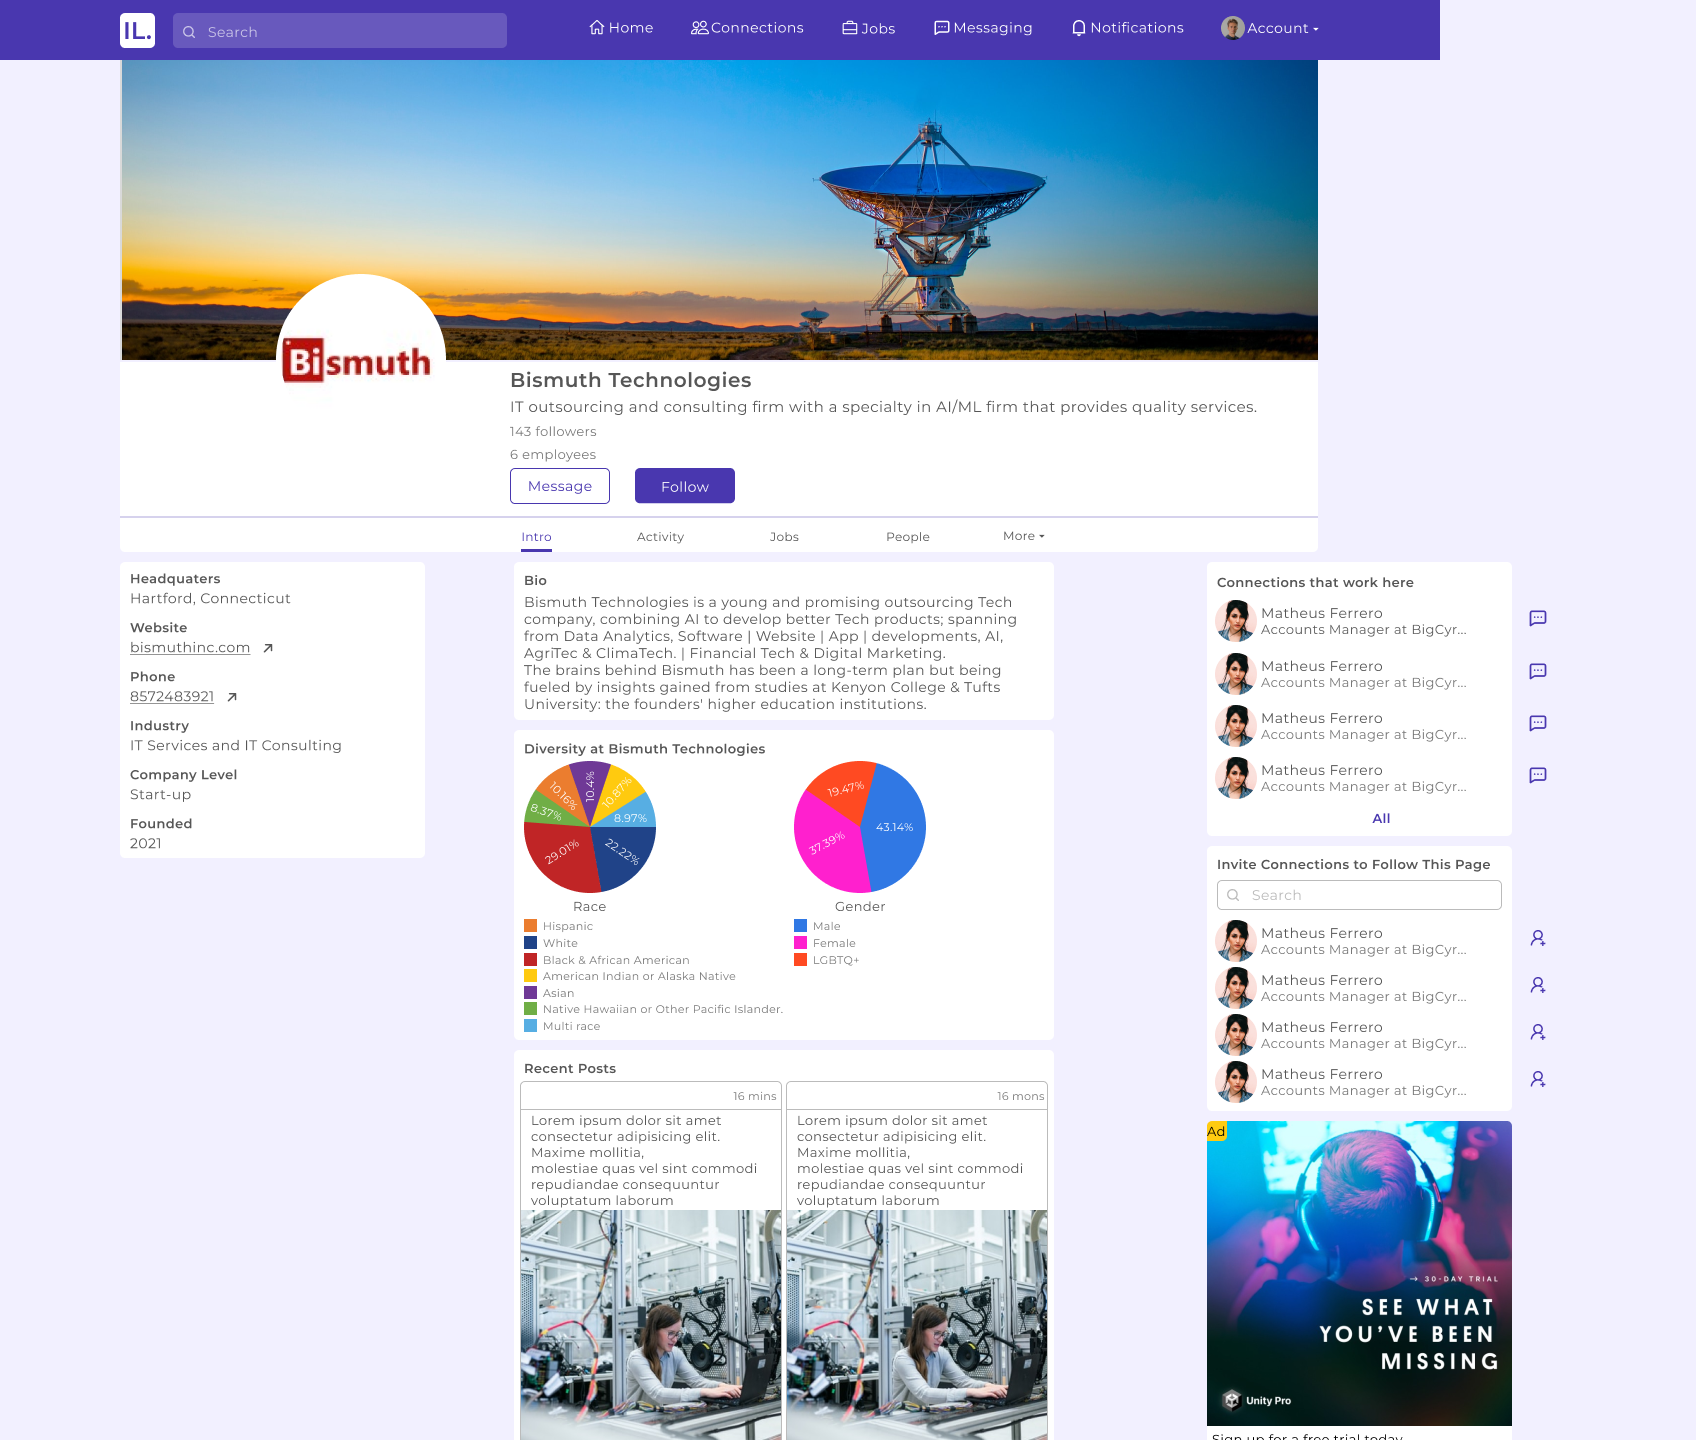 IL.
Search
Home
Connections
Jobs
Messaging
Notifications
Account
Bismuth
Bismuth Technologies
IT outsourcing and consulting firm with a specialty in AI/ML firm that provides quality services.
143 followers
6 employees
Message
Follow
Intro
Activity
Jobs
People
More
Headquaters
Hartford, Connecticut
Website
bismuthinc.com
Phone
8572483921
Industry
IT Services and IT Consulting
Company Level
Start-up
Founded
2021
Bio
Bismuth Technologies is a young and promising outsourcing Tech
company, combining AI to develop better Tech products; spanning
from Data Analytics, Software | Website | App | developments, AI,
AgriTec & ClimaTech. | Financial Tech & Digital Marketing.
The brains behind Bismuth has been a long-term plan but being
fueled by insights gained from studies at Kenyon College & Tufts
University: the founders' higher education institutions.
Diversity at Bismuth Technologies
10.16%
10.4%
10.87%
8.37%
8.97%
29.01%
22.22%
Race
Hispanic
White
Black & African American
American Indian or Alaska Native
Asian
Native Hawaiian or Other Pacific Islander.
Multi race
19.47%
43.14%
37.39%
Gender
Male
Female
LGBTQ+
Recent Posts
16 mins
Lorem ipsum dolor sit amet
consectetur adipisicing elit.
Maxime mollitia,
molestiae quas vel sint commodi
repudiandae consequuntur
voluptatum laborum
16 mons
Lorem ipsum dolor sit amet
consectetur adipisicing elit.
Maxime mollitia,
molestiae quas vel sint commodi
repudiandae consequuntur
voluptatum laborum
Connections that work here
Matheus Ferrero
Accounts Manager at BigCyr...
Matheus Ferrero
Accounts Manager at BigCyr...
Matheus Ferrero
Accounts Manager at BigCyr...
Matheus Ferrero
Accounts Manager at BigCyr...
All
Invite Connections to Follow This Page
Search
Matheus Ferrero
Accounts Manager at BigCyr...
Matheus Ferrero
Accounts Manager at BigCyr...
Matheus Ferrero
Accounts Manager at BigCyr...
Matheus Ferrero
Accounts Manager at BigCyr...
Ad
→ 30-DAY TRIAL
SEE WHAT
YOU'VE BEEN
MISSING
Unity Pro
Sign up for a free trial today